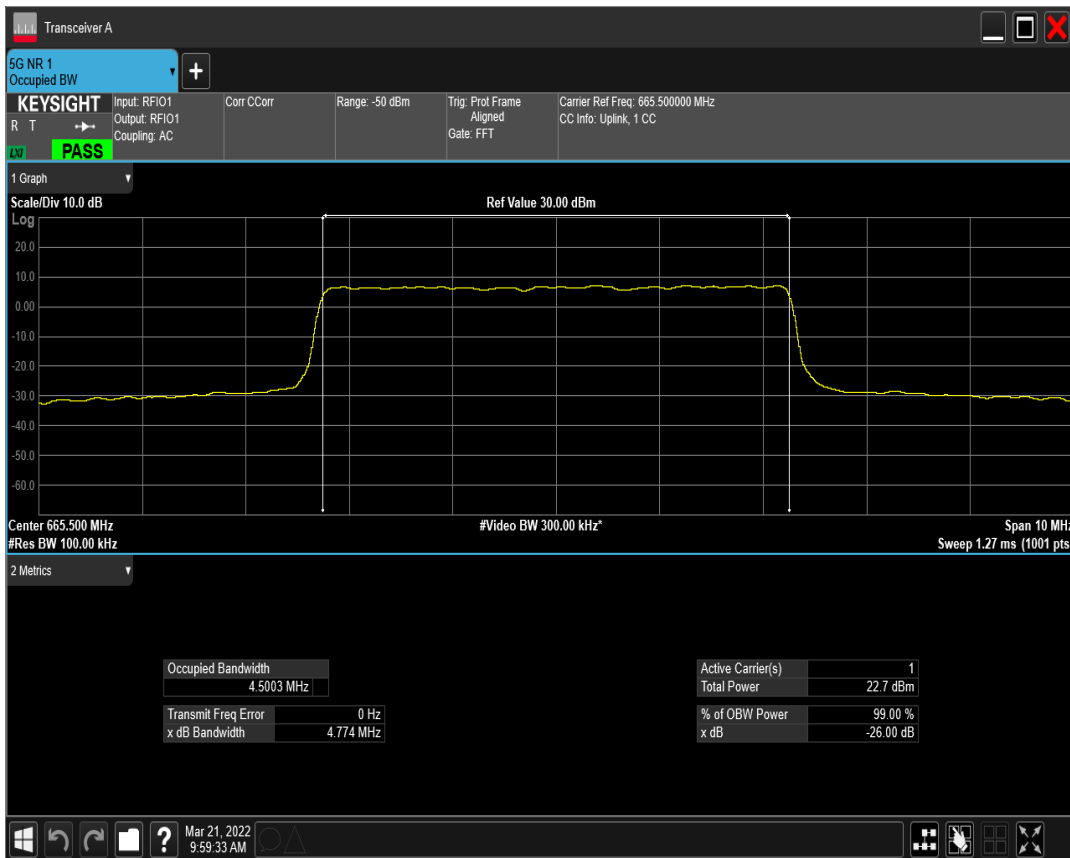 Transceiver A
5G NR 1
Occupied BW
+
KEYSIGHT
R T
LXI
PASS
Input: RFIO1
Output: RFIO1
Coupling: AC
Corr CCorr
Range: -50 dBm
Trig: Prot Frame
Aligned
Gate: FFT
Carrier Ref Freq: 665.500000 MHz
CC Info: Uplink, 1 CC
1 Graph
Scale/Div 10.0 dB
Ref Value 30.00 dBm
Log
20.0
10.0
0.00
-10.0
-20.0
-30.0
-40.0
-50.0
-60.0
Center 665.500 MHz
#Video BW 300.00 kHz*
Span 10 MHz
#Res BW 100.00 kHz
Sweep 1.27 ms (1001 pts
2 Metrics
Occupied Bandwidth
4.5003 MHz
Transmit Freq Error 0 Hz
x dB Bandwidth 4.774 MHz
Active Carrier(s) 1
Total Power 22.7 dBm
% of OBW Power 99.00 %
x dB -26.00 dB
?
Mar 21, 2022
9:59:33 AM